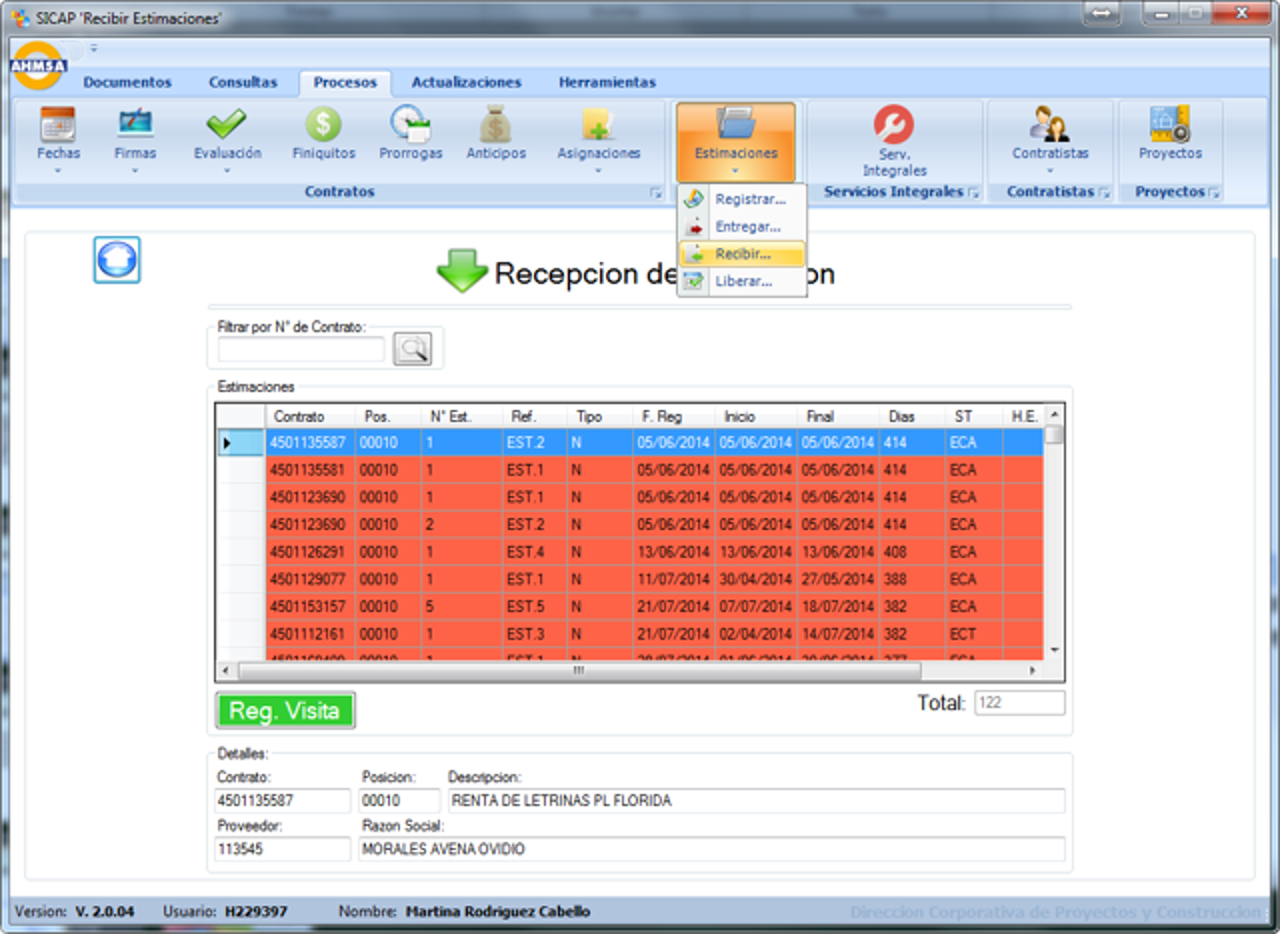 SICAP 'Recibir Estimaciones'
AHMSA
Documentos Consultas Procesos Actualizaciones Herramientas
Fechas Firmas Evaluación Finiquitos Prorrogas Anticipos Asignaciones Estimaciones Serv. Integrales Contratistas Proyectos
Contratos Servicios Integrales Contratistas Proyectos
Registrar...
Entregar...
Recibir...
Liberar...
Recepcion de
on
Filtrar por N° de Contrato:
Estimaciones
Contrato Pos. N° Est. Ref. Tipo F. Reg Inicio Final Dias ST H.E.
4501135587 00010 1 EST.2 N 05/06/2014 05/06/2014 05/06/2014 414 ECA
4501135581 00010 1 EST.1 N 05/06/2014 05/06/2014 05/06/2014 414 ECA
4501123690 00010 1 EST.1 N 05/06/2014 05/06/2014 05/06/2014 414 ECA
4501123690 00010 2 EST.2 N 05/06/2014 05/06/2014 05/06/2014 414 ECA
4501126291 00010 1 EST.4 N 13/06/2014 13/06/2014 13/06/2014 408 ECA
4501129077 00010 1 EST.1 N 11/07/2014 30/04/2014 27/05/2014 388 ECA
4501153157 00010 5 EST.5 N 21/07/2014 07/07/2014 18/07/2014 382 ECA
4501112161 00010 1 EST.3 N 21/07/2014 02/04/2014 14/07/2014 382 ECT
Reg. Visita
Total: 122
Detalles:
Contrato: Posicion: Descripcion:
4501135587 00010 RENTA DE LETRINAS PL FLORIDA
Proveedor: Razon Social:
113545 MORALES AVENA OVIDIO
Version: V. 2.0.04 Usuario: H229397 Nombre: Martina Rodriguez Cabello Direccion Corporativa de Proyectos y Construccion